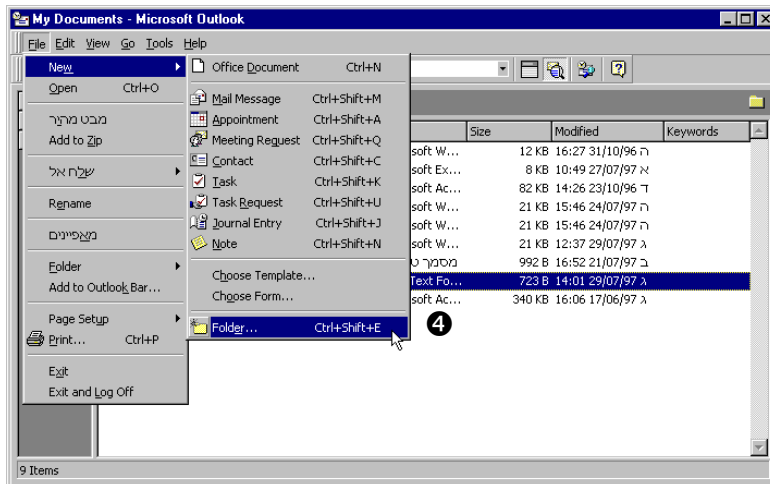 My Documents - Microsoft Outlook
File Edit View Go Tools Help
New
Open Ctrl+O
מבט מהיר
Add to Zip
שלח אל
Rename
מאפיינים
Folder
Add to Outlook Bar...
Page Setup
Print... Ctrl+P
Exit
Exit and Log Off
Office Document Ctrl+N
Mail Message Ctrl+Shift+M
Appointment Ctrl+Shift+A
Meeting Request Ctrl+Shift+Q
Contact Ctrl+Shift+C
Task Ctrl+Shift+K
Task Request Ctrl+Shift+U
Journal Entry Ctrl+Shift+J
Note Ctrl+Shift+N
Choose Template...
Choose Form...
Folder... Ctrl+Shift+E
4
Size Modified Keywords
soft W... 12 KB 16:27 31/10/96 ה
soft Ex... 8 KB 10:49 27/07/97 א
soft Ac... 82 KB 14:26 23/10/96 ד
soft W... 21 KB 15:46 24/07/97 ה
soft W... 21 KB 15:46 24/07/97 ה
soft W... 21 KB 12:37 29/07/97 ג
מסמך 992 B 16:52 21/07/97 ב
Text Fo... 723 B 14:01 29/07/97 ג
soft Ac... 340 KB 16:06 17/06/97 ג
9 Items